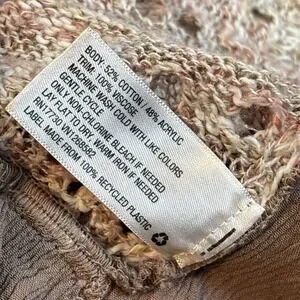 BODY: 52% COTTON / 48% ACRYLIC
TRIM: 100% VISCOSE
MACHINE WASH COLD WITH LIKE COLORS
GENTLE CYCLE
ONLY NON-CHLORINE BLEACH IF NEEDED
LAY FLAT TO DRY. WARM IRON IF NEEDED
RN17730, VN1268582
LABEL: MADE FROM 100% RECYCLED PLASTIC